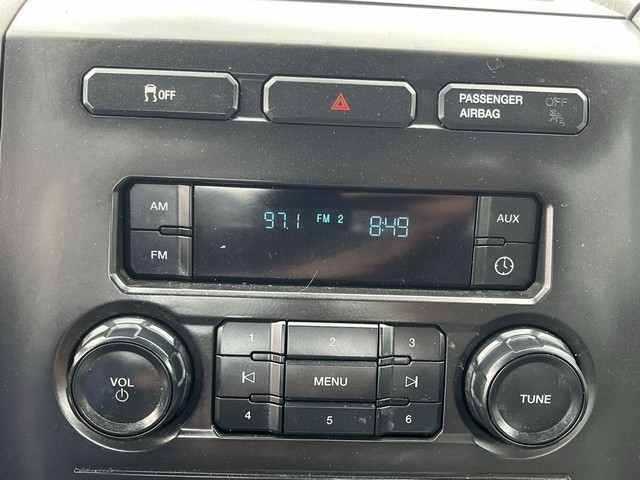 OFF
PASSENGER OFF
AIRBAG
AM
97.1 FM 2 8:49
AUX
FM
1 2 3
VOL
MENU
TUNE
4 5 6